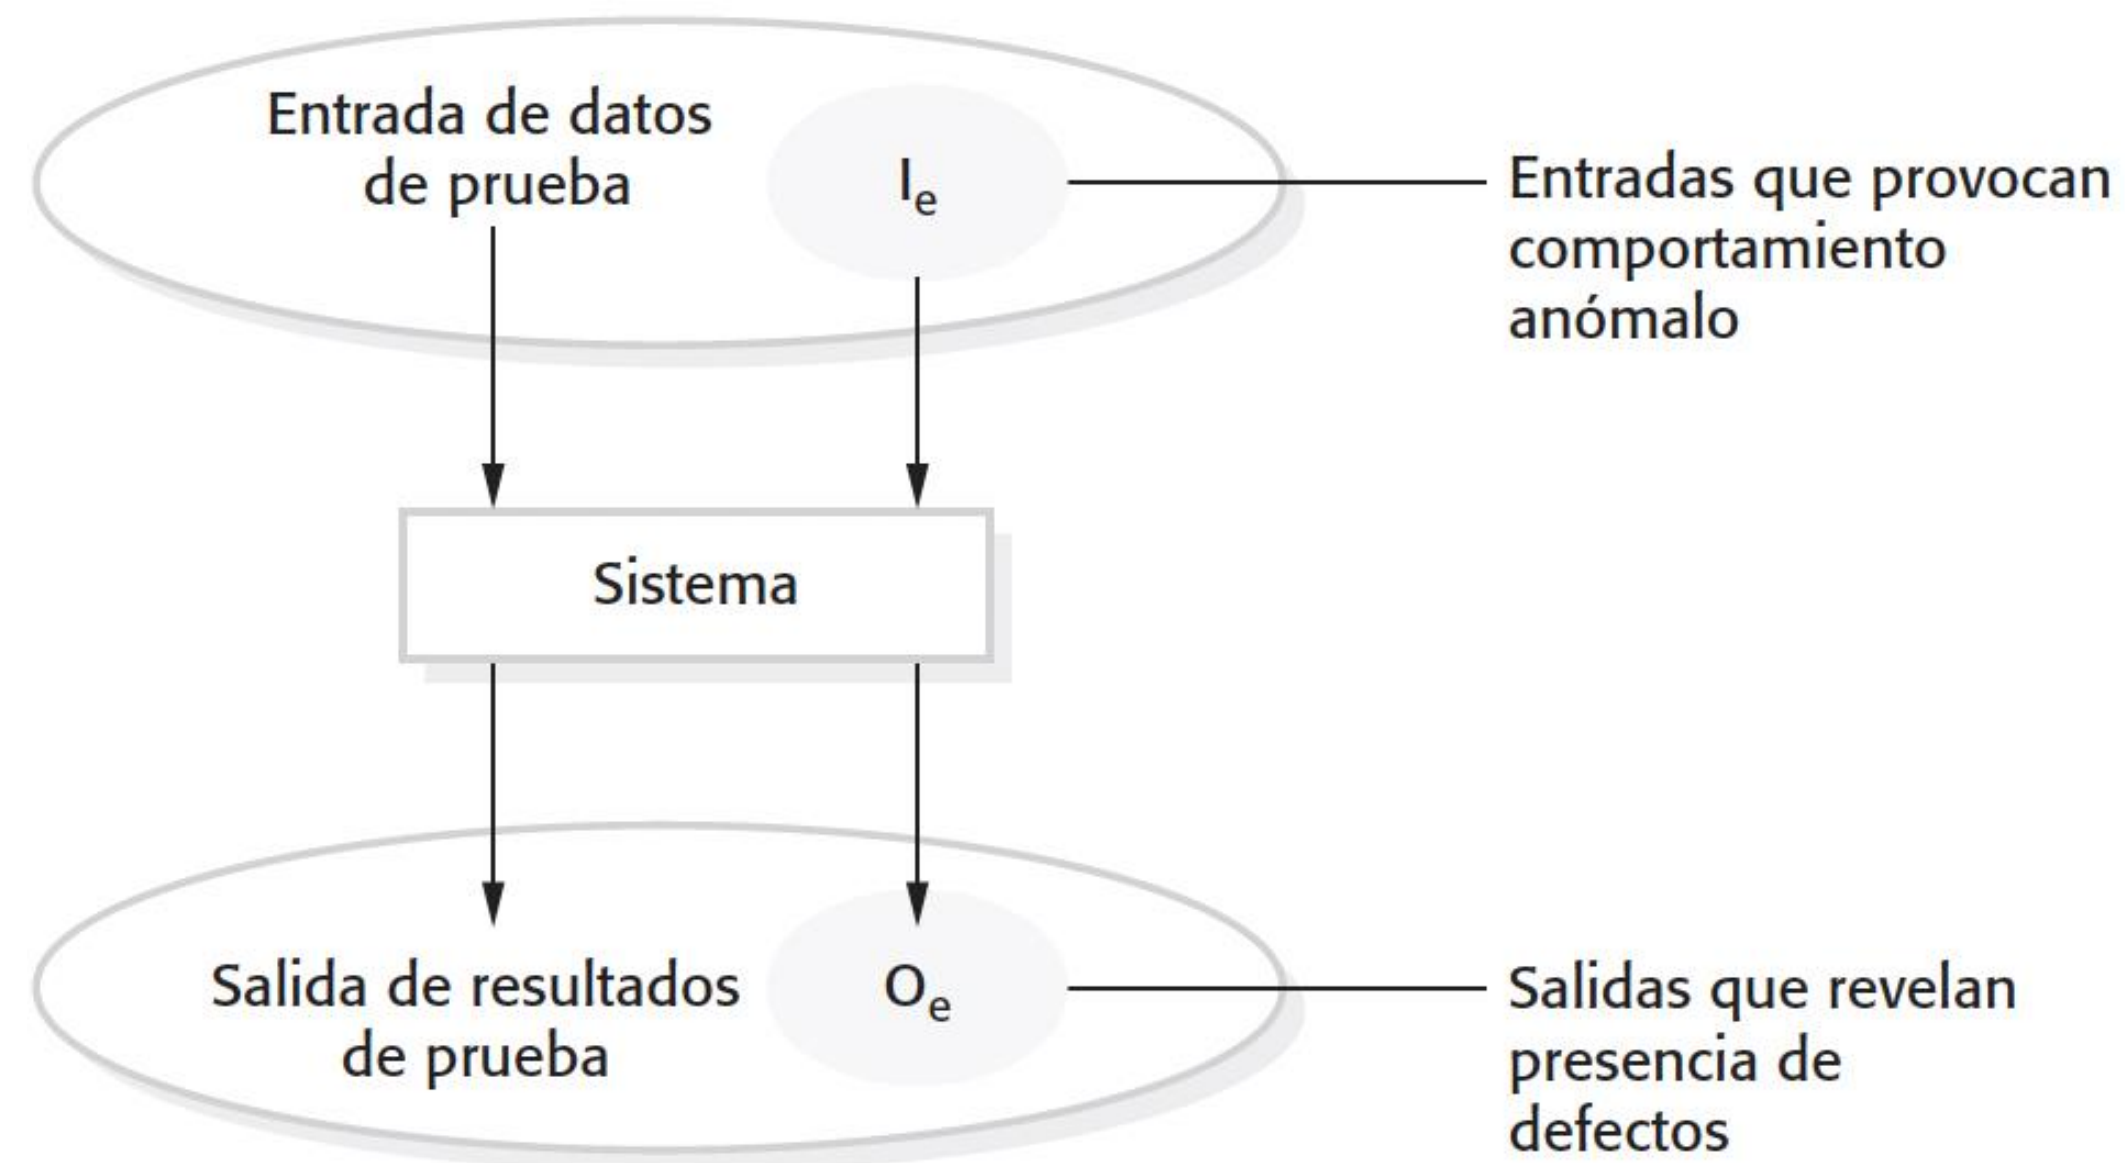 Entrada de datos
de prueba
Iₑ
Entradas que provocan
comportamiento
anómalo
Sistema
Salida de resultados
de prueba
Oₑ
Salidas que revelan
presencia de
defectos